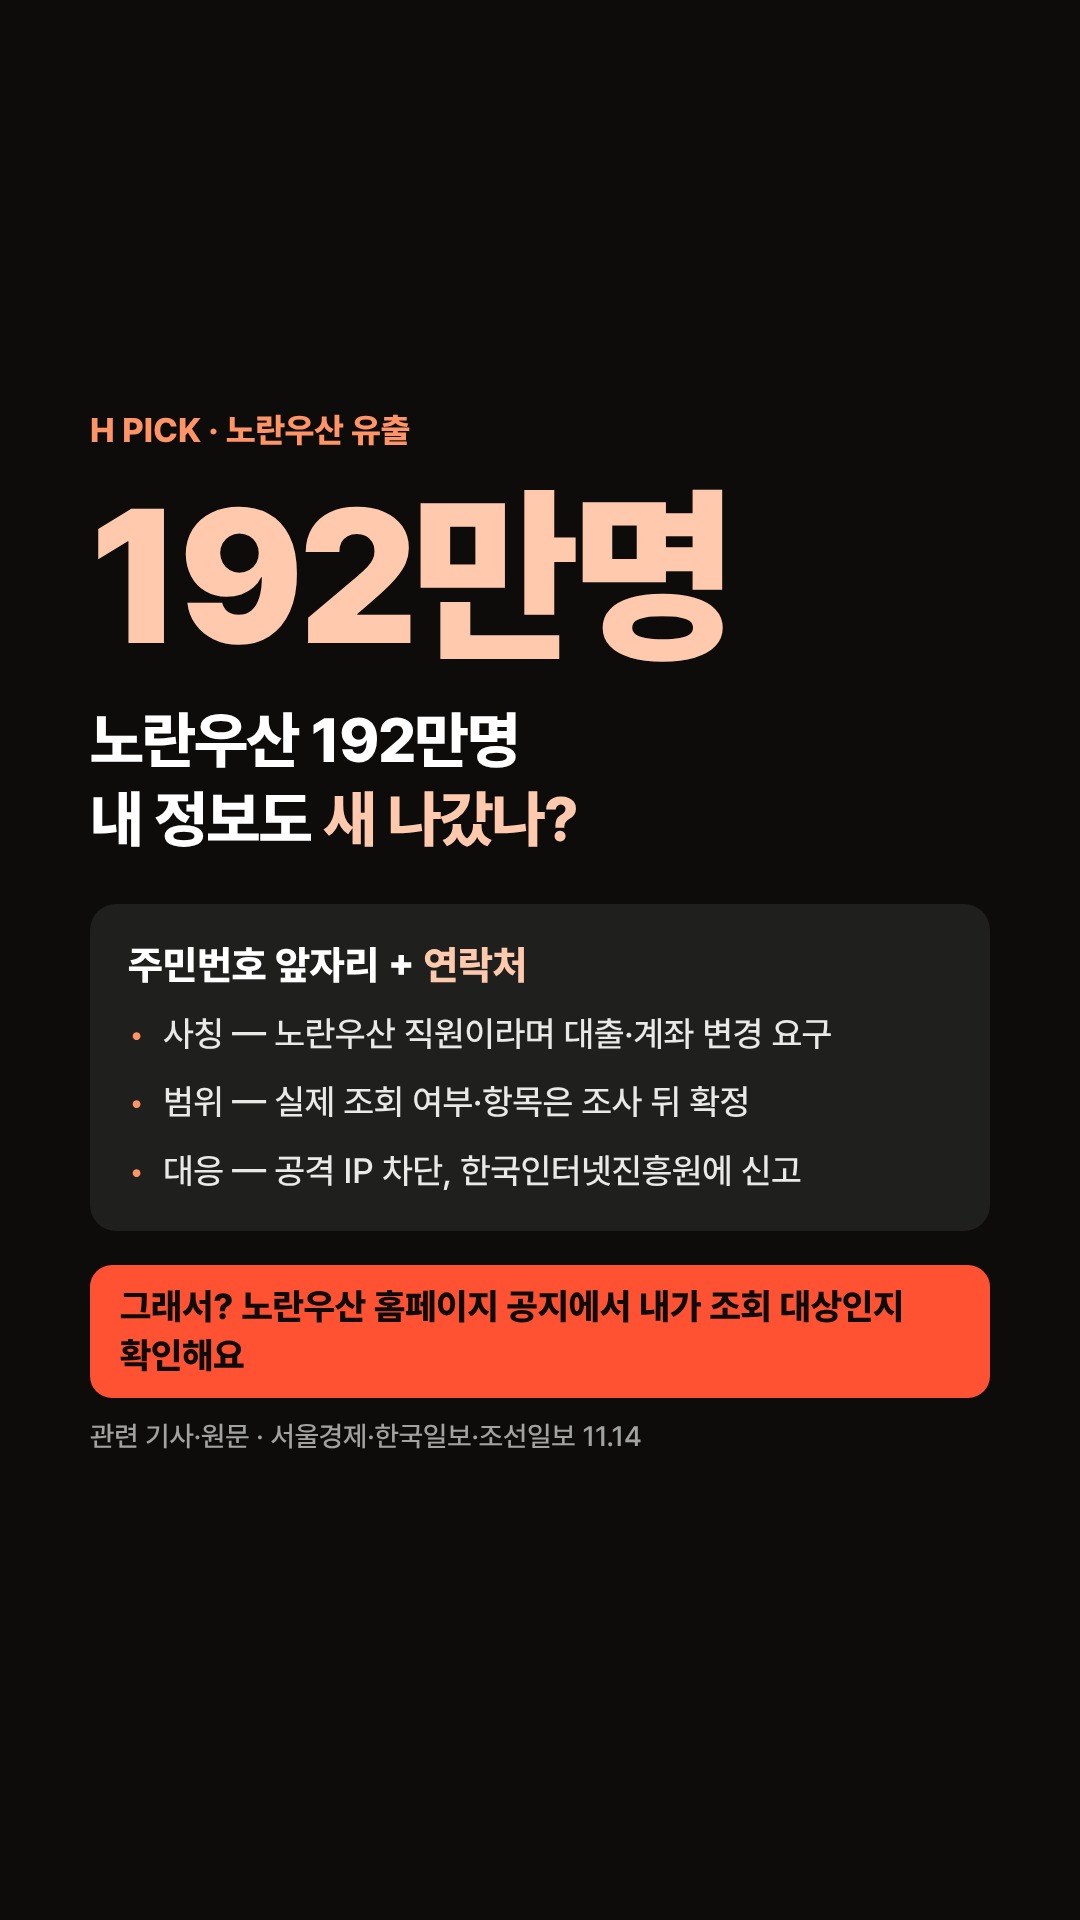 H PICK · 노란우산 유출
192만명
노란우산 192만명
내 정보도 새 나갔나?
주민번호 앞자리 + 연락처
• 사칭 — 노란우산 직원이라며 대출·계좌 변경 요구
• 범위 — 실제 조회 여부·항목은 조사 뒤 확정
• 대응 — 공격 IP 차단, 한국인터넷진흥원에 신고
그래서? 노란우산 홈페이지 공지에서 내가 조회 대상인지
확인해요
관련 기사·원문 · 서울경제·한국일보·조선일보 11.14